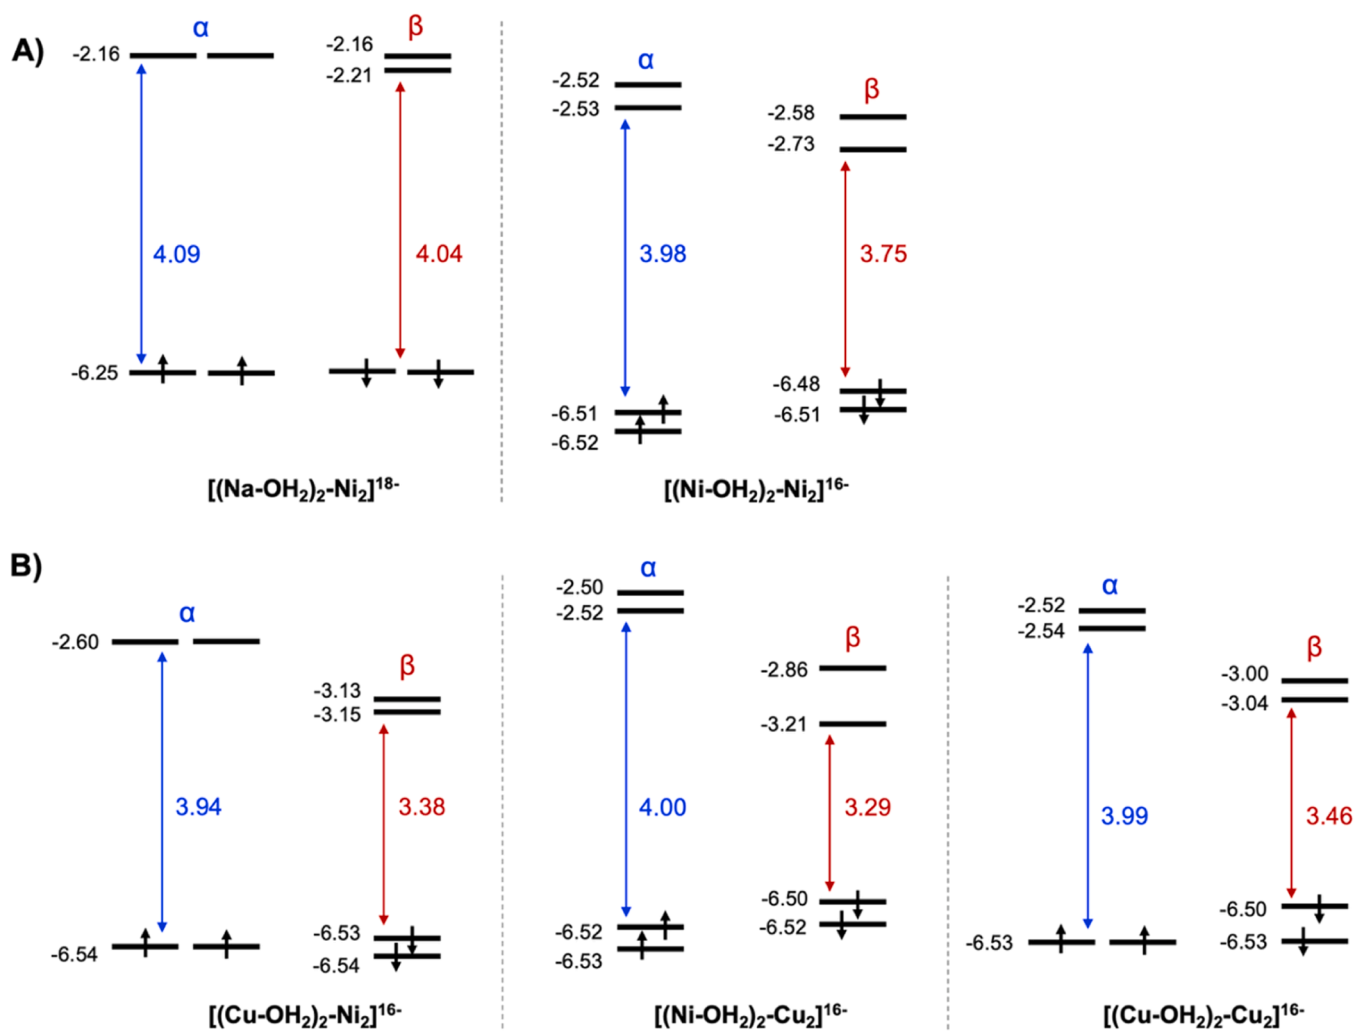 A)
α
β
-2.16
-2.16
-2.21
4.09
4.04
-6.25
[(Na-OH₂)₂-Ni₂]¹⁸⁻
α
β
-2.52
-2.53
-2.58
-2.73
3.98
3.75
-6.51
-6.52
-6.48
-6.51
[(Ni-OH₂)₂-Ni₂]¹⁶⁻
B)
α
β
-2.60
-3.13
-3.15
3.94
3.38
-6.54
-6.53
-6.54
[(Cu-OH₂)₂-Ni₂]¹⁶⁻
α
β
-2.50
-2.52
-2.86
-3.21
4.00
3.29
-6.52
-6.53
-6.50
-6.52
[(Ni-OH₂)₂-Cu₂]¹⁶⁻
α
β
-2.52
-2.54
-3.00
-3.04
3.99
3.46
-6.53
-6.50
-6.53
[(Cu-OH₂)₂-Cu₂]¹⁶⁻